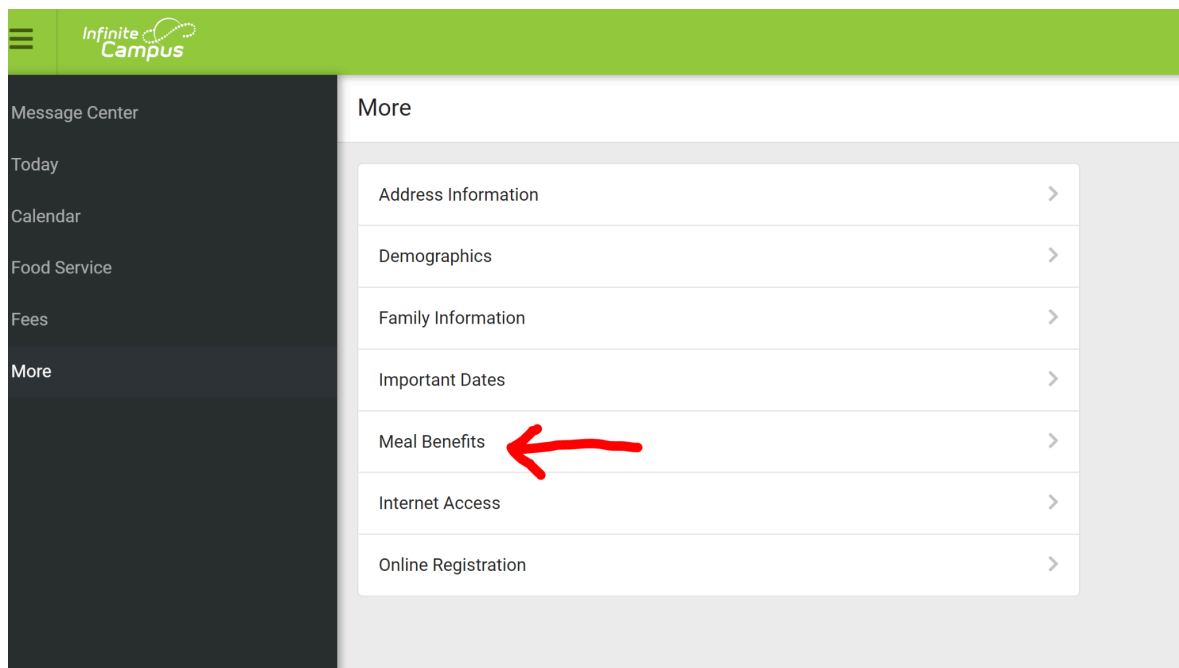 Infinite
Campus
Message Center
Today
Calendar
Food Service
Fees
More
More
Address Information
Demographics
Family Information
Important Dates
Meal Benefits
Internet Access
Online Registration